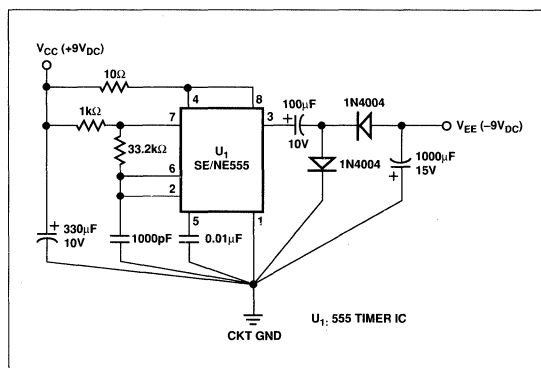 VCC (+9VDC)
10Ω
4
8
1kΩ
7
3
100μF
+
10V
1N4004
VEE (−9VDC)
U1
SE/NE555
33.2kΩ
6
2
1N4004
1000μF
15V
+
5
1
+
330μF
10V
1000pF
0.01μF
U1: 555 TIMER IC
CKT GND